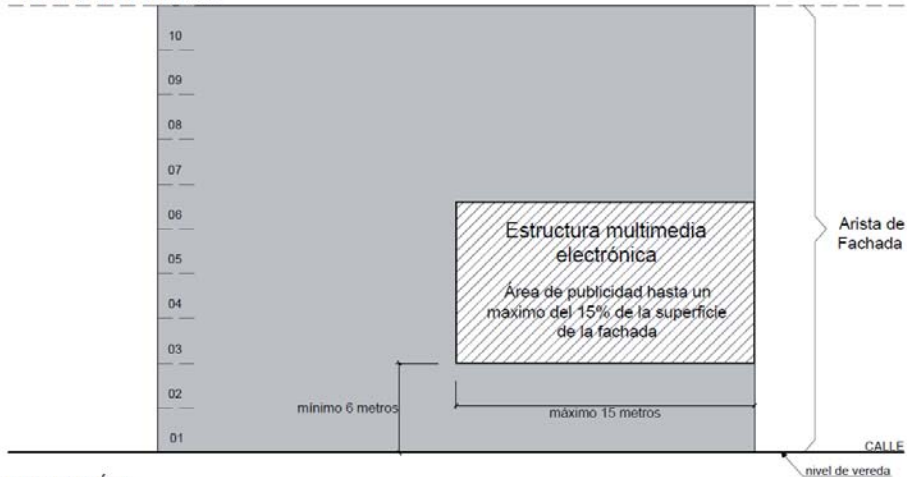 10
09
08
07
06
05
04
03
02
01
Estructura multimedia
electrónica
Área de publicidad hasta un
máximo del 15% de la superficie
de la fachada
mínimo 6 metros
máximo 15 metros
Arista de
Fachada
CALLE
nivel de vereda